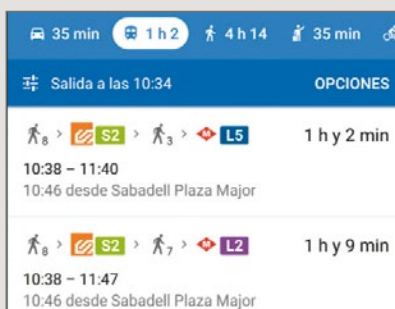 35 min 1 h 2 4 h 14 35 min
Salida a las 10:34 OPCIONES
8 > S2 > 3 > M L5 1 h y 2 min
10:38 – 11:40
10:46 desde Sabadell Plaza Major
8 > S2 > 7 > M L2 1 h y 9 min
10:38 – 11:47
10:46 desde Sabadell Plaza Major